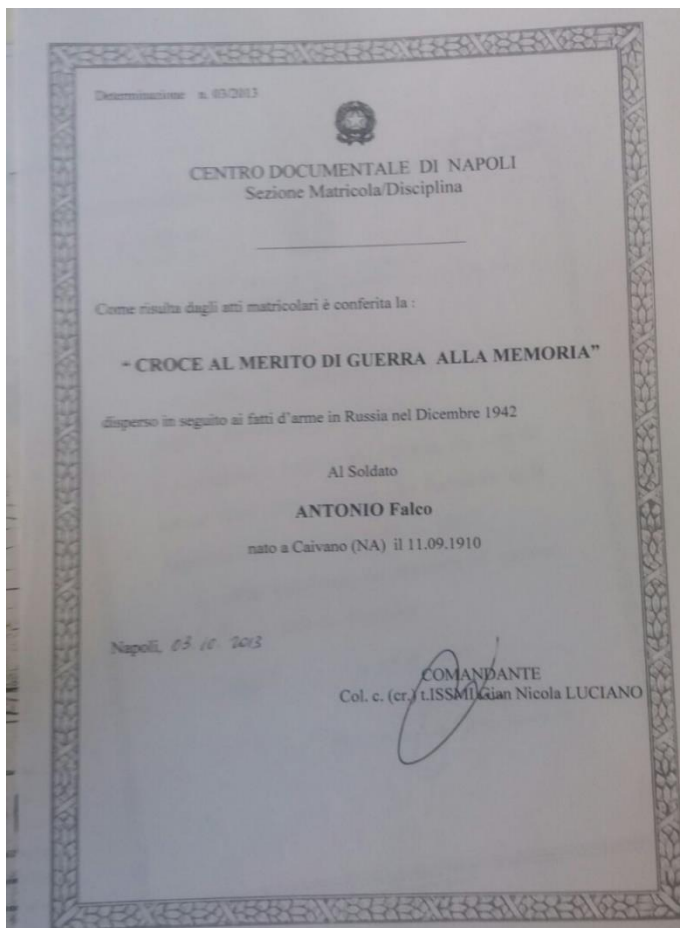 Determinazione n. 03/2013
CENTRO DOCUMENTALE DI NAPOLI
Sezione Matricola/Disciplina
Come risulta dagli atti matricolari è conferita la :
“ CROCE AL MERITO DI GUERRA ALLA MEMORIA”
disperso in seguito ai fatti d’arme in Russia nel Dicembre 1942
Al Soldato
ANTONIO Falco
nato a Caivano (NA) il 11.09.1910
Napoli, 03 10 2013
COMANDANTE
Col. c. (cr.) t.ISSMI Gian Nicola LUCIANO